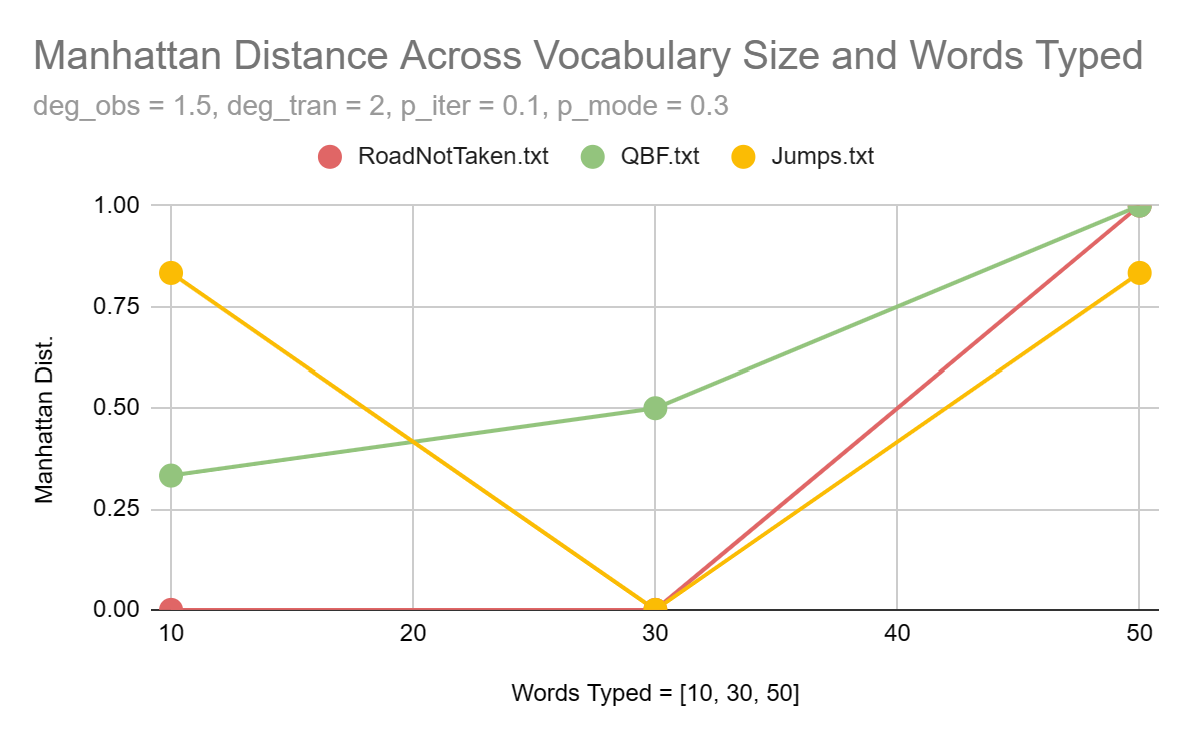 Manhattan Distance Across Vocabulary Size and Words Typed
deg_obs = 1.5, deg_tran = 2, p_iter = 0.1, p_mode = 0.3
RoadNotTaken.txt QBF.txt Jumps.txt
1.00
0.75
0.50
0.25
0.00
Manhattan Dist.
10 20 30 40 50
Words Typed = [10, 30, 50]